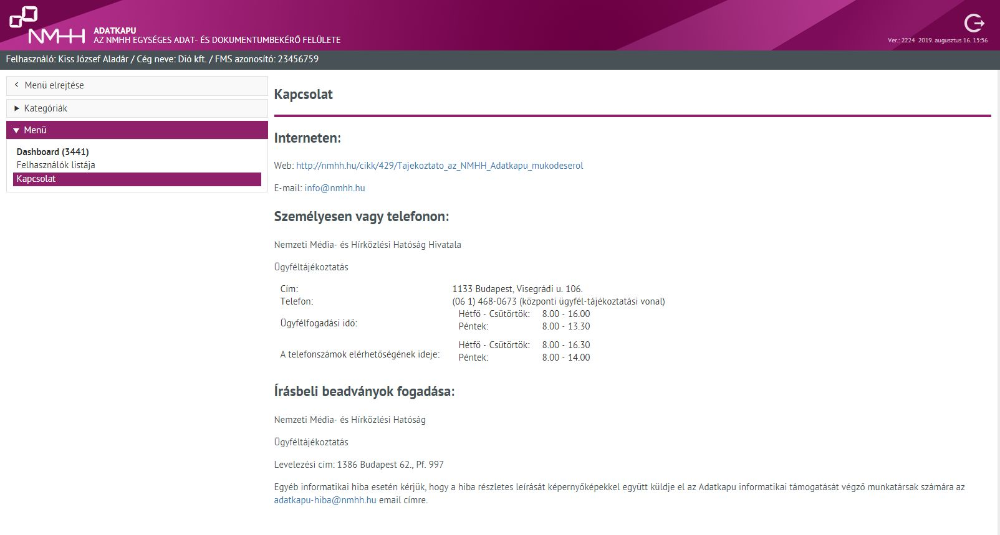 NMHH
ADATKAPU
AZ NMHH EGYSÉGES ADAT- ÉS DOKUMENTUMBEKÉRŐ FELÜLETE
Ver.: 2224 2019. augusztus 16. 15:56
Felhasználó: Kiss József Aladár / Cég neve: Dió kft. / FMS azonosító: 23456759
Menü elrejtése
Kategóriák
Menü
Dashboard (3441)
Felhasználók listája
Kapcsolat
Kapcsolat
Interneten:
Web: http://nmhh.hu/cikk/429/Tajekoztato_az_NMHH_Adatkapu_mukodeserol
E-mail: info@nmhh.hu
Személyesen vagy telefonon:
Nemzeti Média- és Hírközlési Hatóság Hivatala
Ügyféltájékoztatás
Cím: 1133 Budapest, Visegrádi u. 106.
Telefon: (06 1) 468-0673 (központi ügyfél-tájékoztatási vonal)
Ügyfélfogadási idő:
Hétfő - Csütörtök: 8.00 - 16.00
Péntek: 8.00 - 13.30
A telefonszámok elérhetőségének ideje:
Hétfő - Csütörtök: 8.00 - 16.30
Péntek: 8.00 - 14.00
Írásbeli beadványok fogadása:
Nemzeti Média- és Hírközlési Hatóság
Ügyféltájékoztatás
Levelezési cím: 1386 Budapest 62., Pf. 997
Egyéb informatikai hiba esetén kérjük, hogy a hiba részletes leírását képernyőképekkel együtt küldje el az Adatkapu informatikai támogatását végző munkatársak számára az
adatkapu-hiba@nmhh.hu email címre.